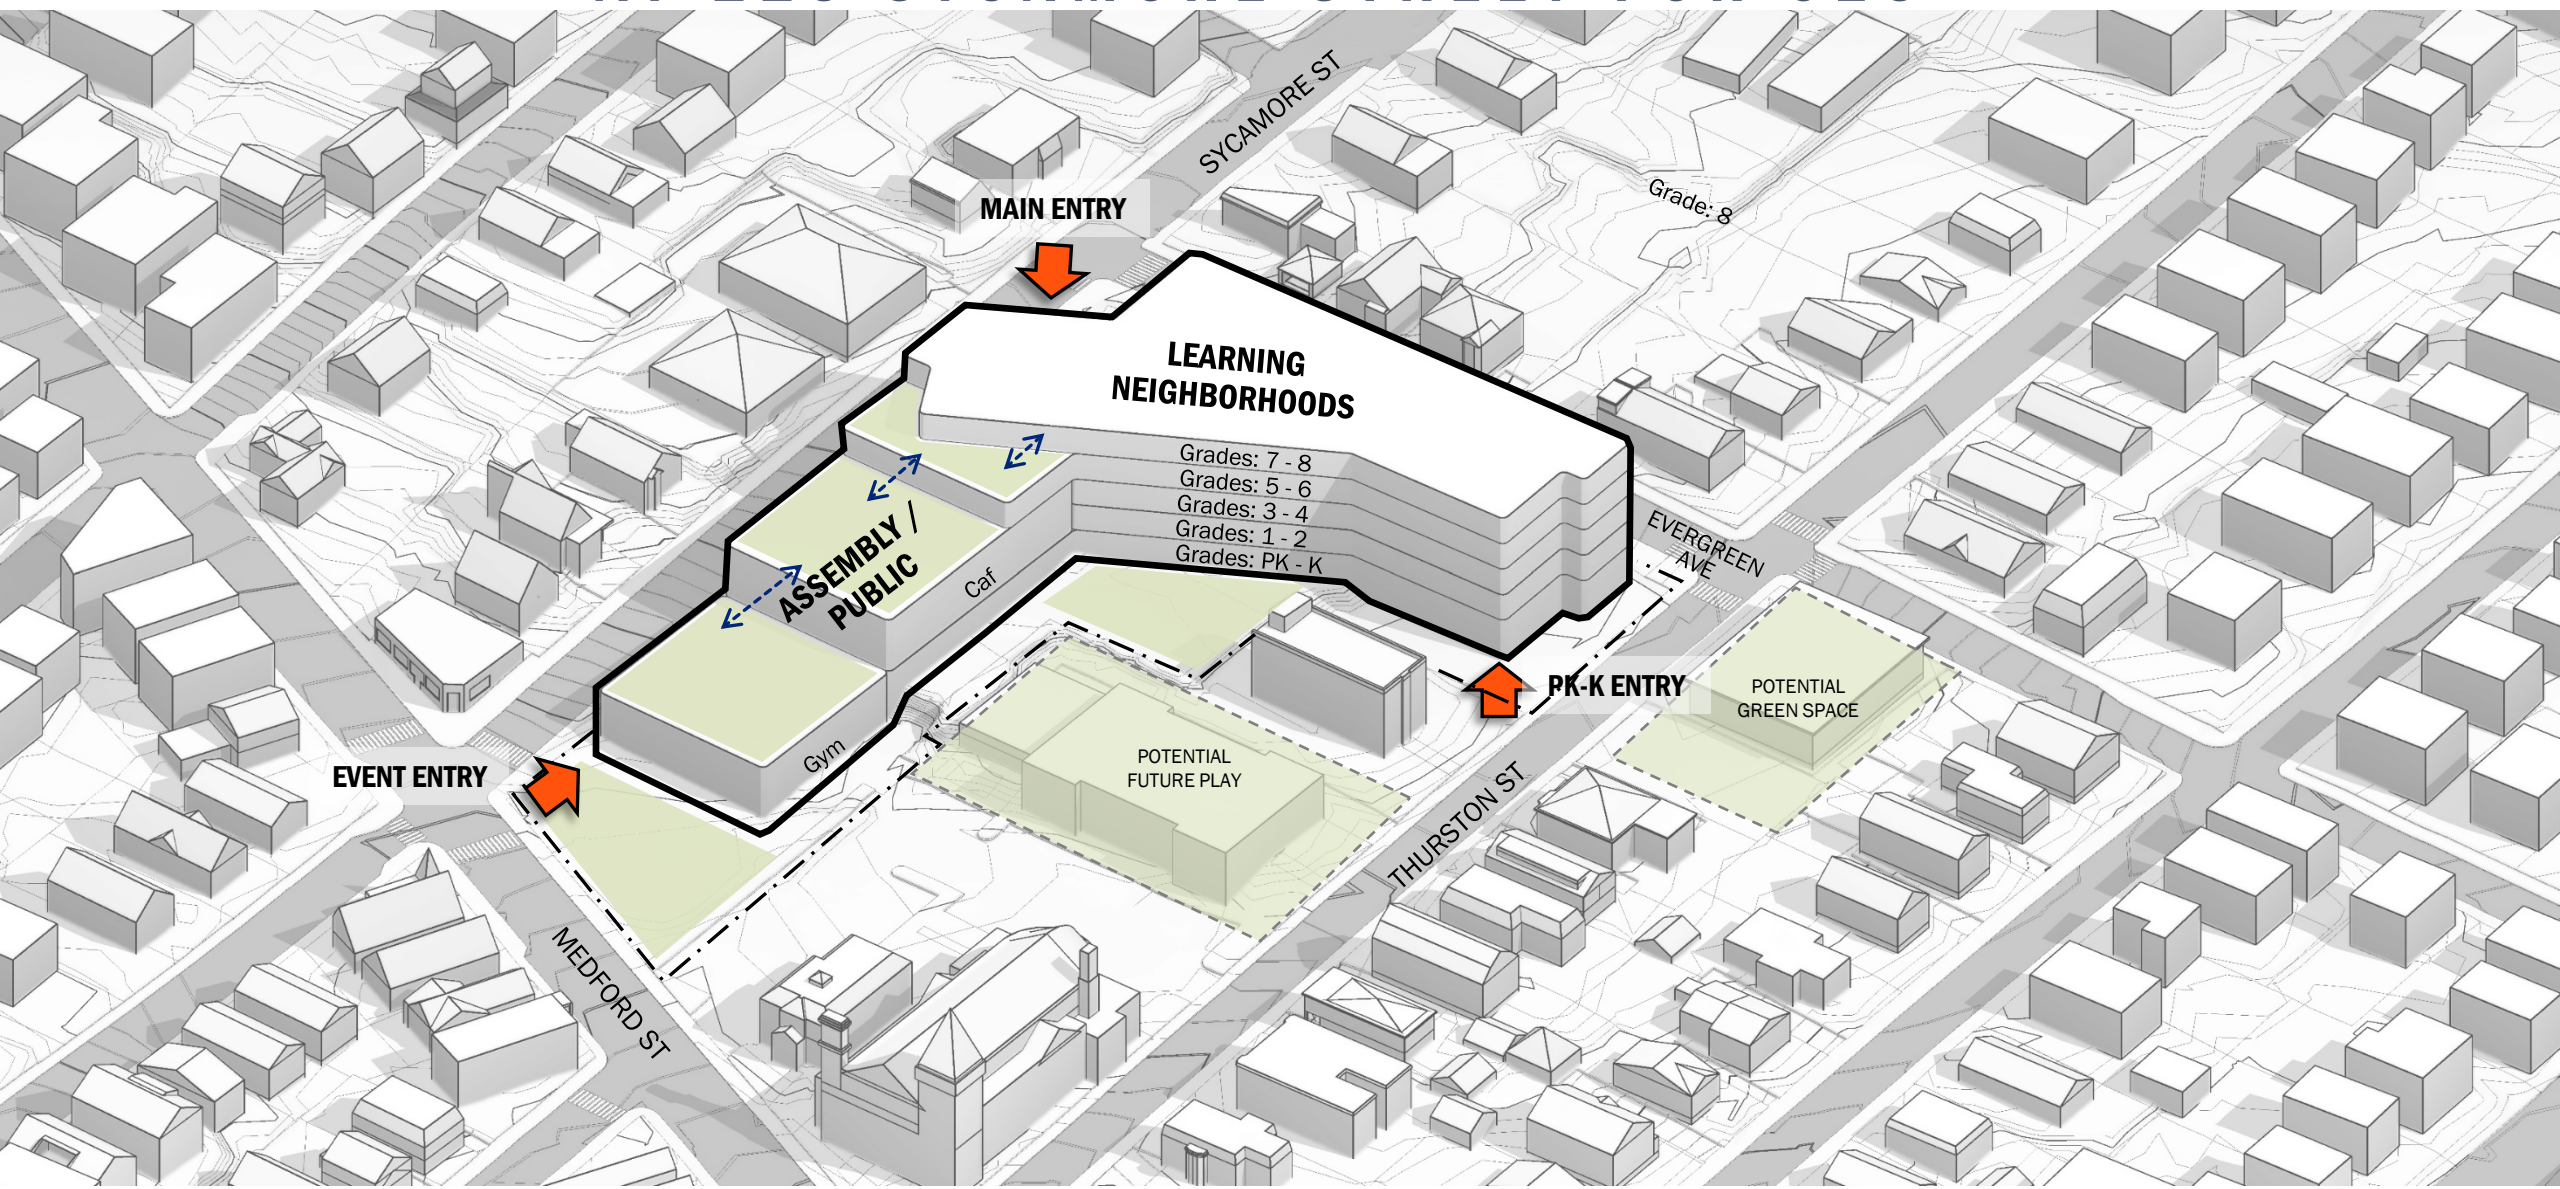 SYCAMORE ST
Grade: 8
MAIN ENTRY
LEARNING
NEIGHBORHOODS
Grades: 7 - 8
Grades: 5 - 6
Grades: 3 - 4
Grades: 1 - 2
Grades: PK - K
ASSEMBLY /
PUBLIC
Caf
Gym
EVERGREEN
AVE
PK-K ENTRY
POTENTIAL
GREEN SPACE
POTENTIAL
FUTURE PLAY
EVENT ENTRY
THURSTON ST
MEDFORD ST